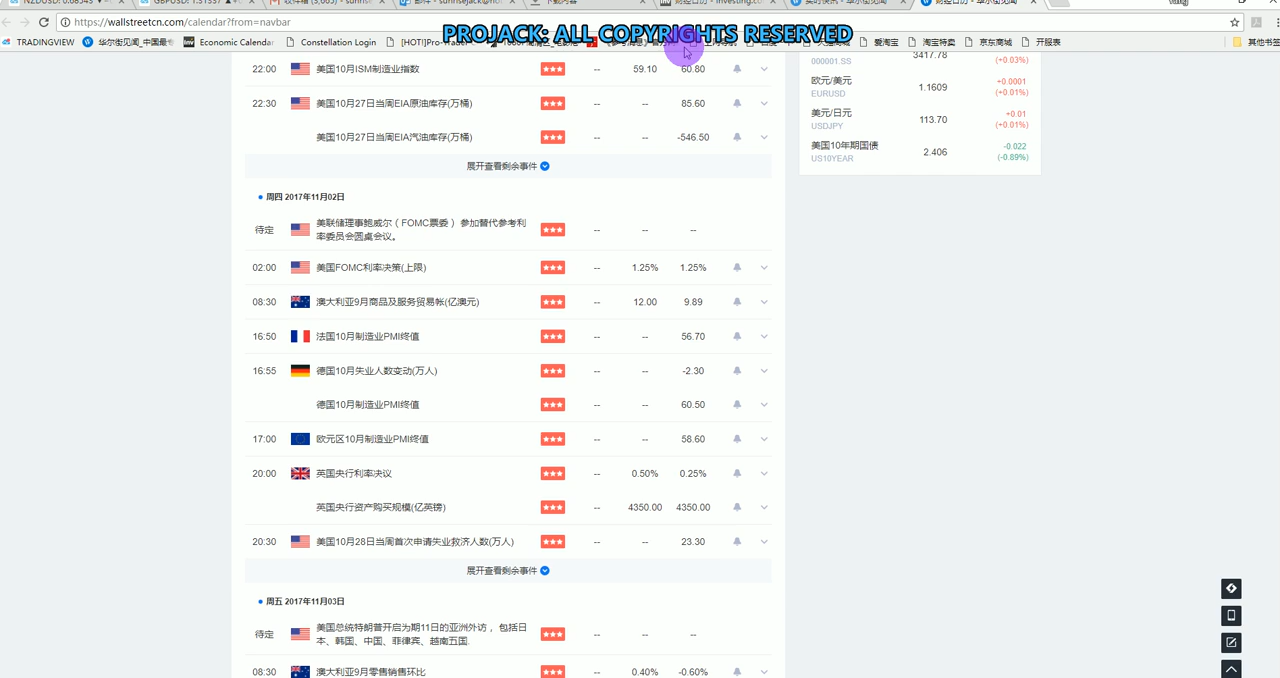 https://wallstreetcn.com/calendar?from=navbar
PROJACK: ALL COPYRIGHTS RESERVED
TRADINGVIEW
Economic Calendar
Constellation Login
爱淘宝
淘宝特卖
京东商城
开服表
其他书签
22:00 美国10月ISM制造业指数 -- 59.10 60.80
22:30 美国10月27日当周EIA原油库存(万桶) -- -- 85.60
美国10月27日当周EIA汽油库存(万桶) -- -- -546.50
展开查看剩余事件
周四 2017年11月02日
待定 美联储理事鲍威尔（FOMC票委） 参加替代参考利
率委员会圆桌会议。 -- -- --
02:00 美国FOMC利率决策(上限) -- 1.25% 1.25%
08:30 澳大利亚9月商品及服务贸易帐(亿澳元) -- 12.00 9.89
16:50 法国10月制造业PMI终值 -- -- 56.70
16:55 德国10月失业人数变动(万人) -- -- -2.30
德国10月制造业PMI终值 -- -- 60.50
17:00 欧元区10月制造业PMI终值 -- -- 58.60
20:00 英国央行利率决议 -- 0.50% 0.25%
英国央行资产购买规模(亿英镑) -- 4350.00 4350.00
20:30 美国10月28日当周首次申请失业救济人数(万人) -- -- 23.30
展开查看剩余事件
周五 2017年11月03日
待定 美国总统特朗普开启为期11日的亚洲外访， 包括日
本、韩国、中国、菲律宾、越南五国. -- -- --
08:30 澳大利亚9月零售销售环比 -- 0.40% -0.60%
000001.SS 3417.78 (+0.03%)
欧元/美元 1.1609 +0.0001
EURUSD (+0.01%)
美元/日元 113.70 +0.01
USDJPY (+0.01%)
美国10年期国债 2.406 -0.022
US10YEAR (-0.89%)